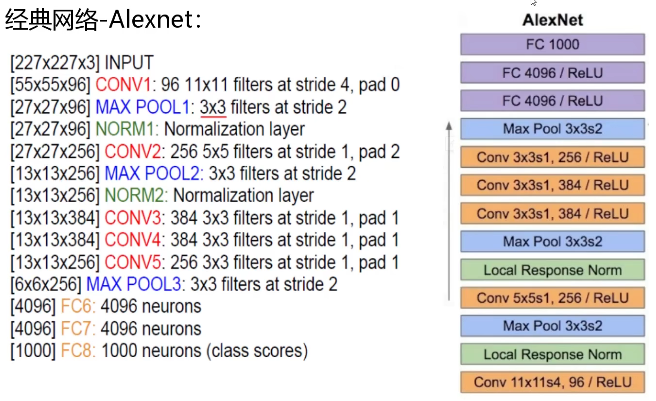 经典网络-Alexnet：
[227x227x3] INPUT
[55x55x96] CONV1: 96 11x11 filters at stride 4, pad 0
[27x27x96] MAX POOL1: 3x3 filters at stride 2
[27x27x96] NORM1: Normalization layer
[27x27x256] CONV2: 256 5x5 filters at stride 1, pad 2
[13x13x256] MAX POOL2: 3x3 filters at stride 2
[13x13x256] NORM2: Normalization layer
[13x13x384] CONV3: 384 3x3 filters at stride 1, pad 1
[13x13x384] CONV4: 384 3x3 filters at stride 1, pad 1
[13x13x256] CONV5: 256 3x3 filters at stride 1, pad 1
[6x6x256] MAX POOL3: 3x3 filters at stride 2
[4096] FC6: 4096 neurons
[4096] FC7: 4096 neurons
[1000] FC8: 1000 neurons (class scores)
AlexNet
FC 1000
FC 4096 / ReLU
FC 4096 / ReLU
Max Pool 3x3s2
Conv 3x3s1, 256 / ReLU
Conv 3x3s1, 384 / ReLU
Conv 3x3s1, 384 / ReLU
Max Pool 3x3s2
Local Response Norm
Conv 5x5s1, 256 / ReLU
Max Pool 3x3s2
Local Response Norm
Conv 11x11s4, 96 / ReLU